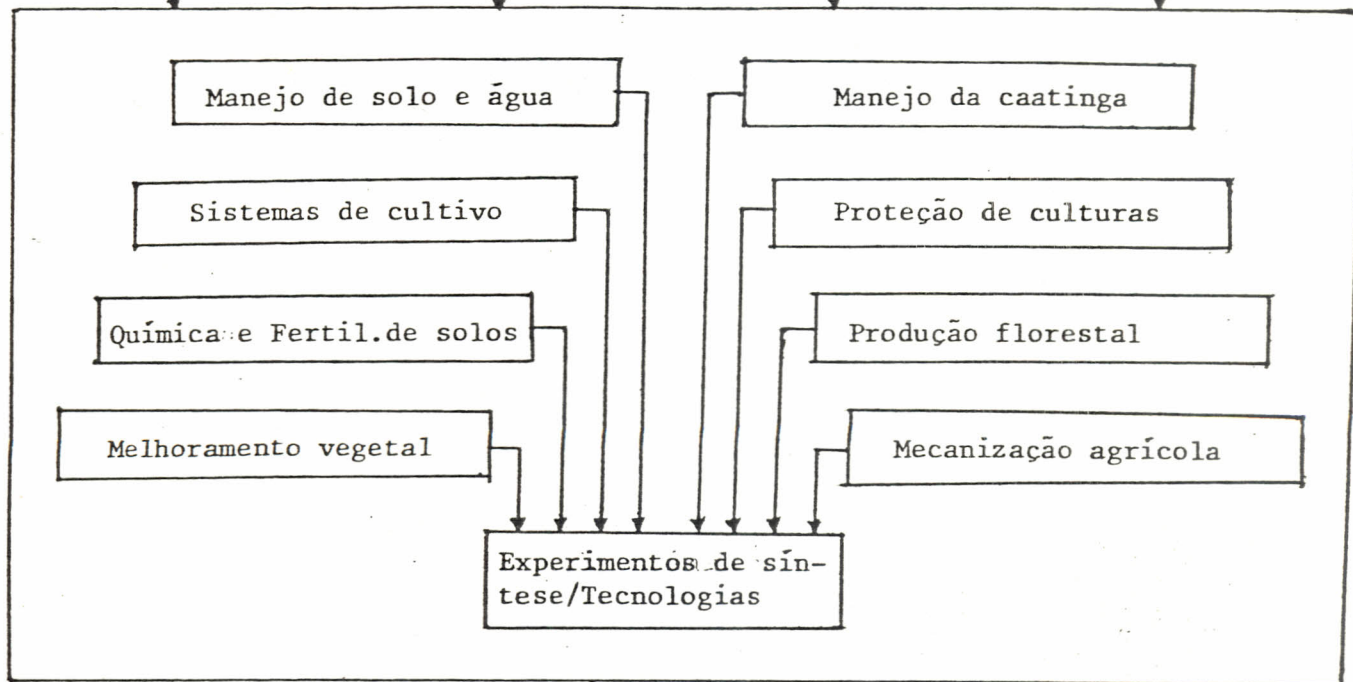 Manejo de solo e água
Manejo da caatinga
Sistemas de cultivo
Proteção de culturas
Química e Fertil.de solos
Produção florestal
Melhoramento vegetal
Mecanização agrícola
Experimentos de sín-
tese/Tecnologias